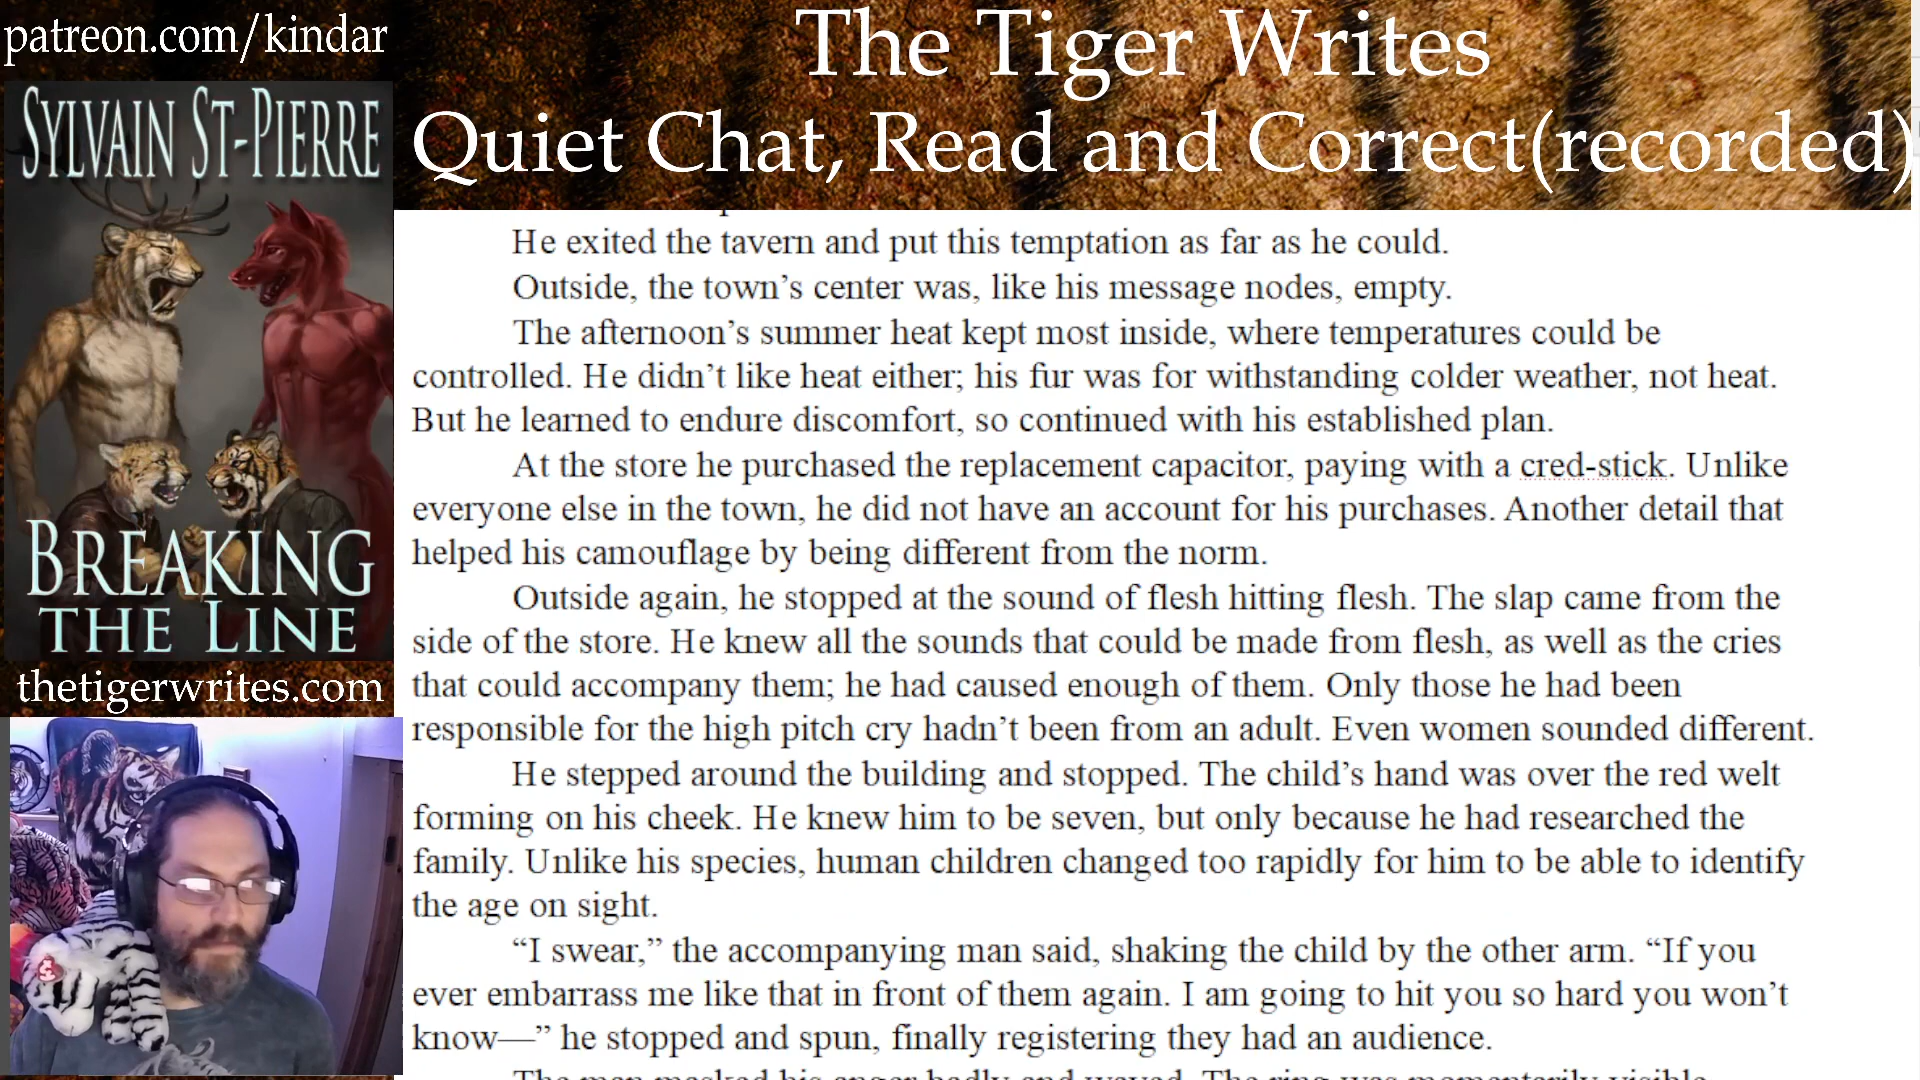 patreon.com/kindar
The Tiger Writes
Quiet Chat, Read and Correct(recorded)
SYLVAIN ST-PIERRE
BREAKING
THE LINE
thetigerwrites.com
He exited the tavern and put this temptation as far as he could.
Outside, the town’s center was, like his message nodes, empty.
The afternoon’s summer heat kept most inside, where temperatures could be
controlled. He didn’t like heat either; his fur was for withstanding colder weather, not heat.
But he learned to endure discomfort, so continued with his established plan.
At the store he purchased the replacement capacitor, paying with a cred-stick. Unlike
everyone else in the town, he did not have an account for his purchases. Another detail that
helped his camouflage by being different from the norm.
Outside again, he stopped at the sound of flesh hitting flesh. The slap came from the
side of the store. He knew all the sounds that could be made from flesh, as well as the cries
that could accompany them; he had caused enough of them. Only those he had been
responsible for the high pitch cry hadn’t been from an adult. Even women sounded different.
He stepped around the building and stopped. The child’s hand was over the red welt
forming on his cheek. He knew him to be seven, but only because he had researched the
family. Unlike his species, human children changed too rapidly for him to be able to identify
the age on sight.
“I swear,” the accompanying man said, shaking the child by the other arm. “If you
ever embarrass me like that in front of them again. I am going to hit you so hard you won’t
know—” he stopped and spun, finally registering they had an audience.
The man masked his anger badly and waved. The ring was momentarily visible